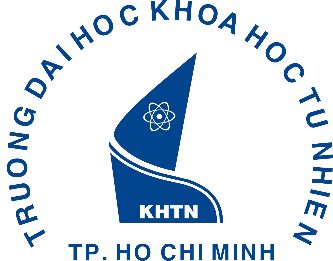 TRUONG DAI HOC KHOA HOC TU NHIEN
KHTN
TP. HO CHI MINH